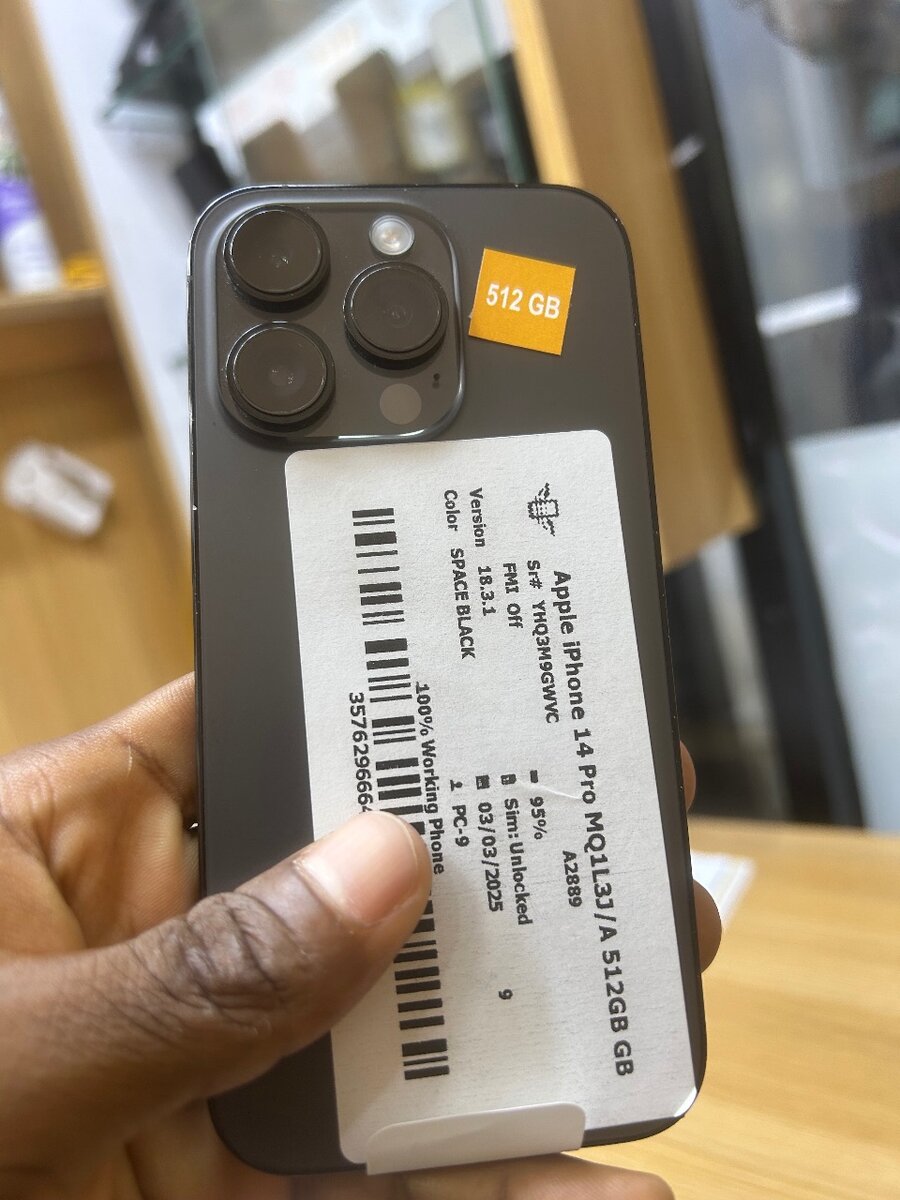 512 GB
Apple iPhone 14 Pro MQ1L3J/A 512GB GB
A2889
Sr# YHQ3M9GWVC
95%
FMI Off
Sim: Unlocked
9
Version 18.3.1
03/03/2025
Color SPACE BLACK
PC-9
100% Working Phone
3576296664